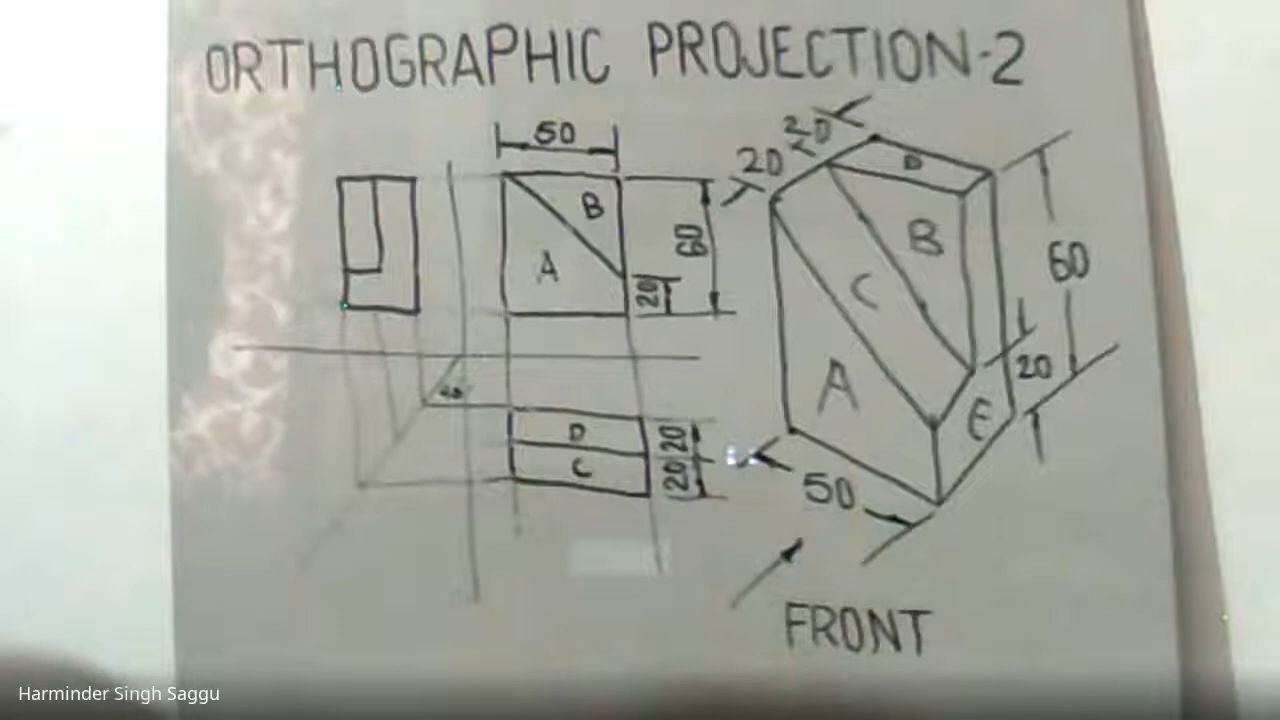 ORTHOGRAPHIC PROJECTION-2
50
20
20
D
B
B
60
A
60
20
C
20
A
E
D
20
C
20
50
FRONT
Harminder Singh Saggu